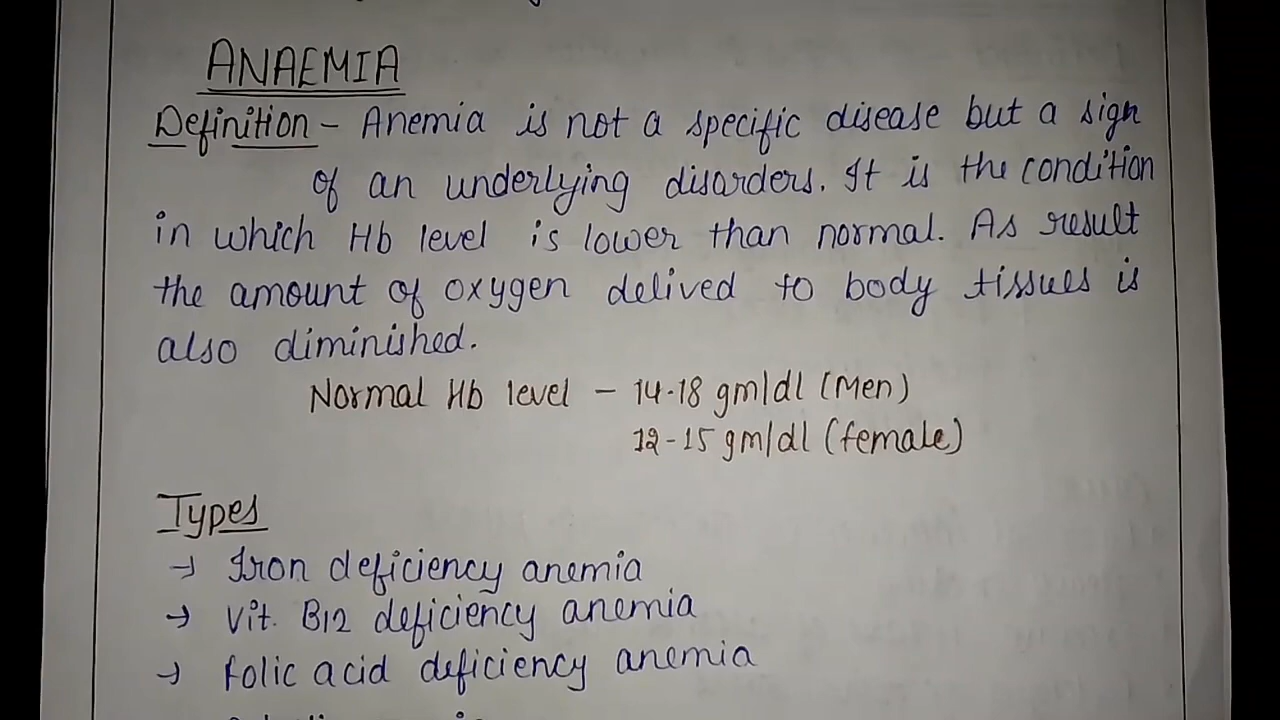 ANAEMIA
Definition - Anemia is not a specific disease but a sign
of an underlying disorders. It is the condition
in which Hb level is lower than normal. As result
the amount of oxygen delived to body tissues is
also diminished.
Normal Hb level - 14-18 gm/dl (Men)
12-15 gm/dl (female)
Types
→ Iron deficiency anemia
→ Vit. B12 deficiency anemia
→ folic acid deficiency anemia